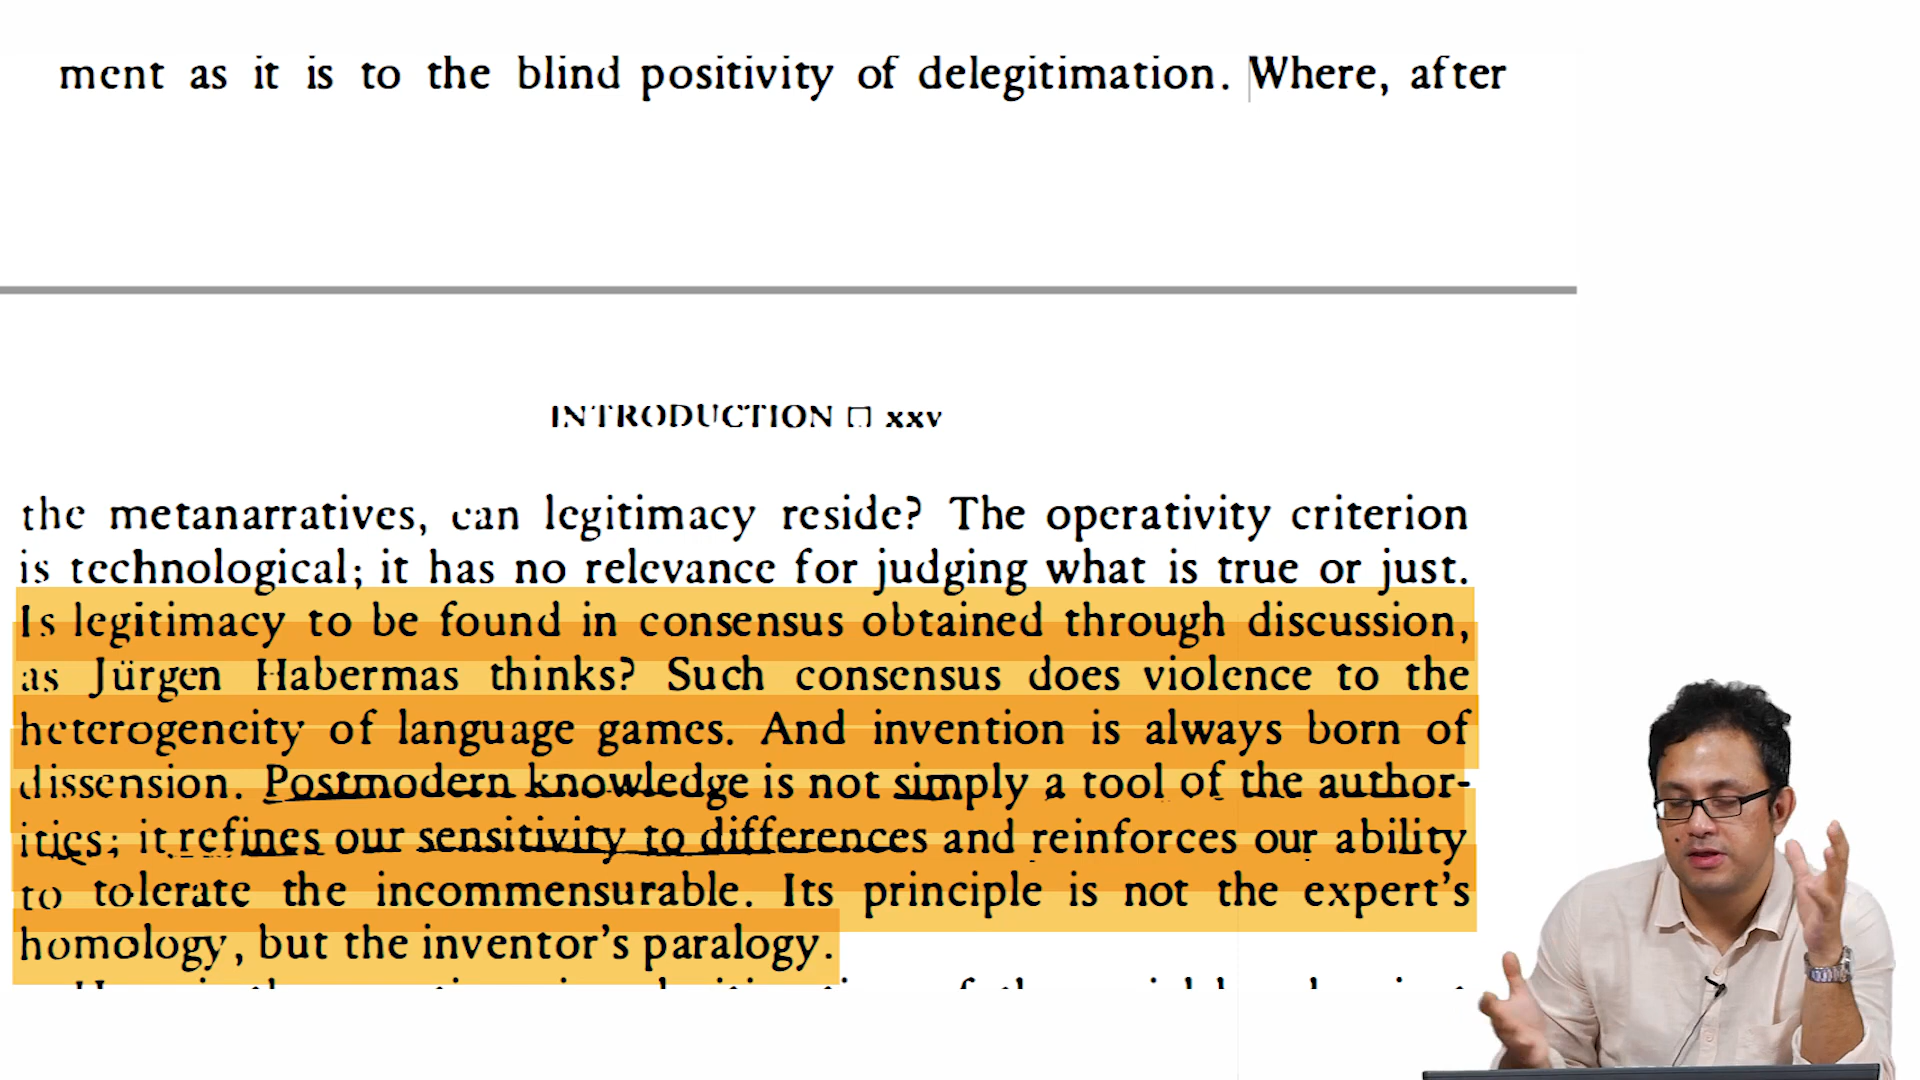 ment as it is to the blind positivity of delegitimation. Where, after
INTRODUCTION □ xxv
the metanarratives, can legitimacy reside? The operativity criterion
is technological; it has no relevance for judging what is true or just.
Is legitimacy to be found in consensus obtained through discussion,
as Jürgen Habermas thinks? Such consensus does violence to the
heterogeneity of language games. And invention is always born of
dissension. Postmodern knowledge is not simply a tool of the author-
ities; it refines our sensitivity to differences and reinforces our ability
to tolerate the incommensurable. Its principle is not the expert's
homology, but the inventor's paralogy.